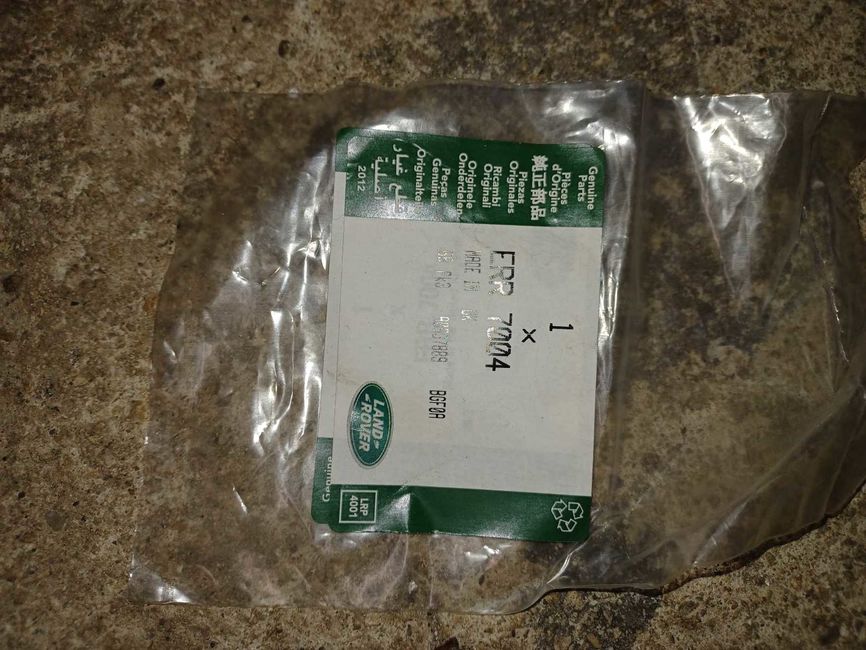 Genuine
Parts
pièces
d'Origine
純正部品
Piezas
Originales
Ricambi
Originali
Originele
Onderdelen
Peças
Genuinas
قطع غيار
أصلية
2012
1
x
ERR 7004
MADE IN UK
BGF0A
LAND-
-ROVER
LRP
4001
Genuine